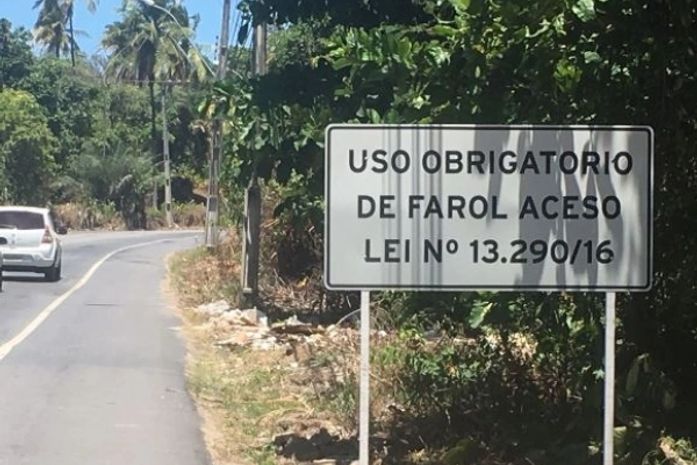 USO OBRIGATORIO
DE FAROL ACESO
LEI Nº 13.290/16